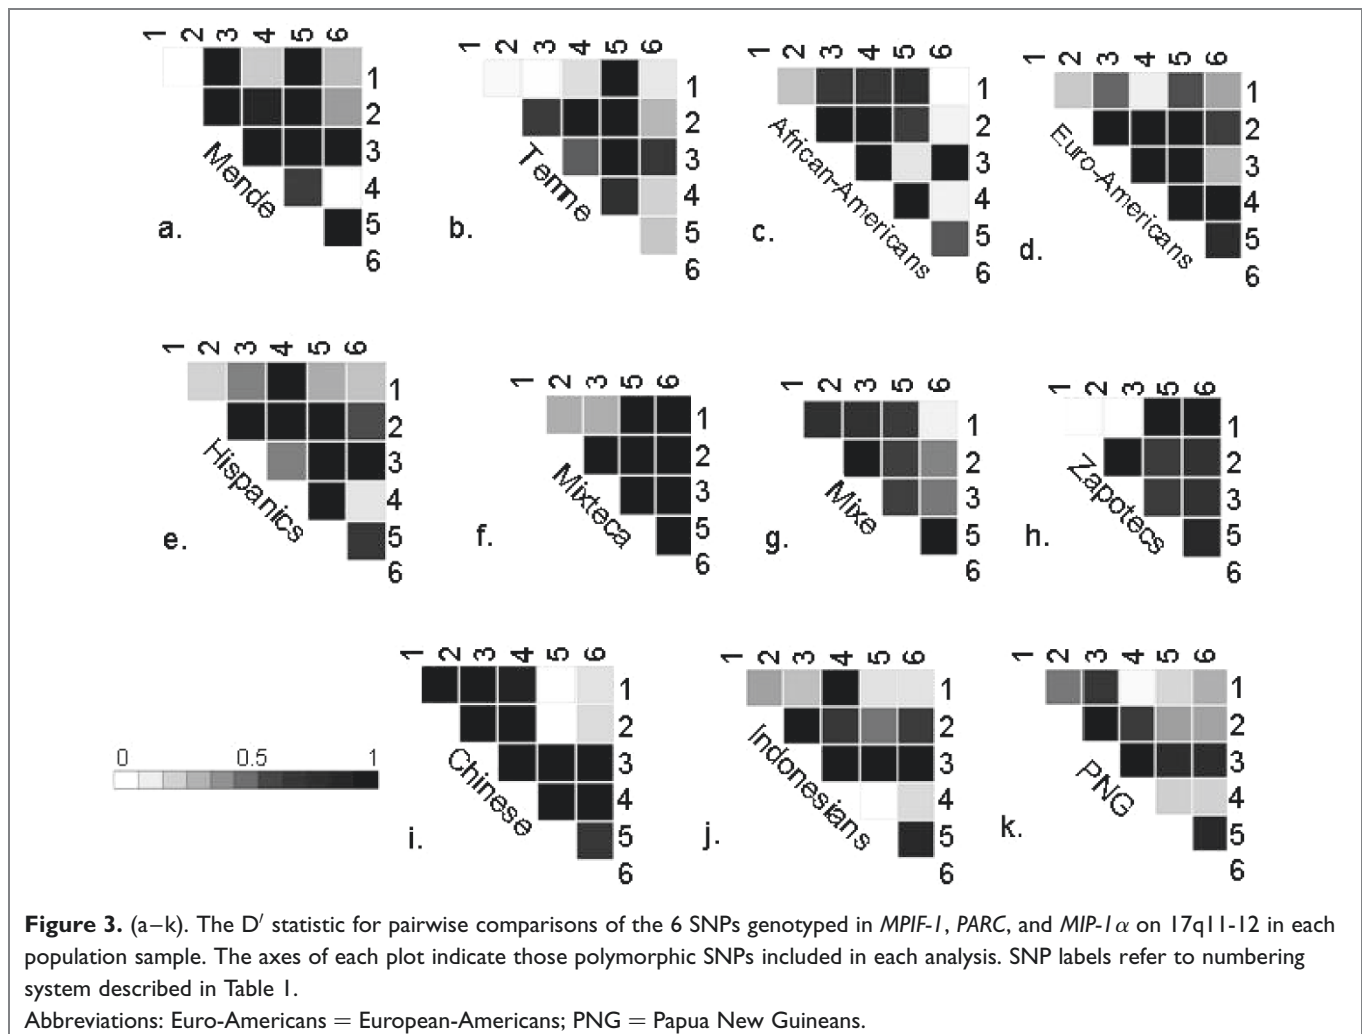 1 2 3 4 5 6
1
2
3
4
5
6
Mende
a.
1 2 3 4 5 6
1
2
3
4
5
6
Temne
b.
1 2 3 4 5 6
1
2
3
4
5
6
African-Americans
c.
1 2 3 4 5 6
1
2
3
4
5
6
Euro-Americans
d.
1 2 3 4 5 6
1
2
3
4
5
6
Hispanics
e.
1 2 3 5 6
1
2
3
5
6
Mixteca
f.
1 2 3 5 6
1
2
3
5
6
Mixe
g.
1 2 3 5 6
1
2
3
5
6
Zapotecs
h.
0 0.5 1
1 2 3 4 5 6
1
2
3
4
5
6
Chinese
i.
1 2 3 4 5 6
1
2
3
4
5
6
Indonesians
j.
1 2 3 4 5 6
1
2
3
4
5
6
PNG
k.
Figure 3. (a–k). The D′ statistic for pairwise comparisons of the 6 SNPs genotyped in MPIF-1, PARC, and MIP-1α on 17q11-12 in each
population sample. The axes of each plot indicate those polymorphic SNPs included in each analysis. SNP labels refer to numbering
system described in Table 1.
Abbreviations: Euro-Americans = European-Americans; PNG = Papua New Guineans.